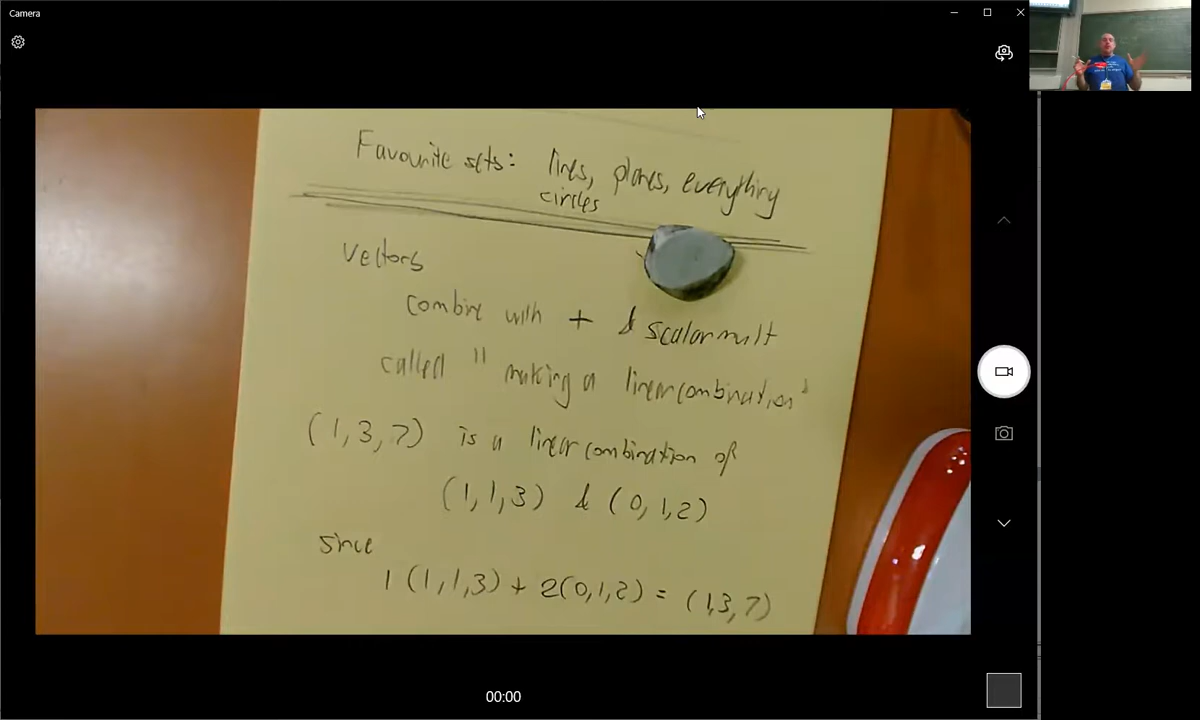 Camera
Favourite sets: lines, planes, everything
circles
vectors
combine with + & scalar mult
called "making a linear combination"
(1,3,7) is a linear combination of
(1,1,3) & (0,1,2)
since
1(1,1,3) + 2(0,1,2) = (1,3,7)
00:00